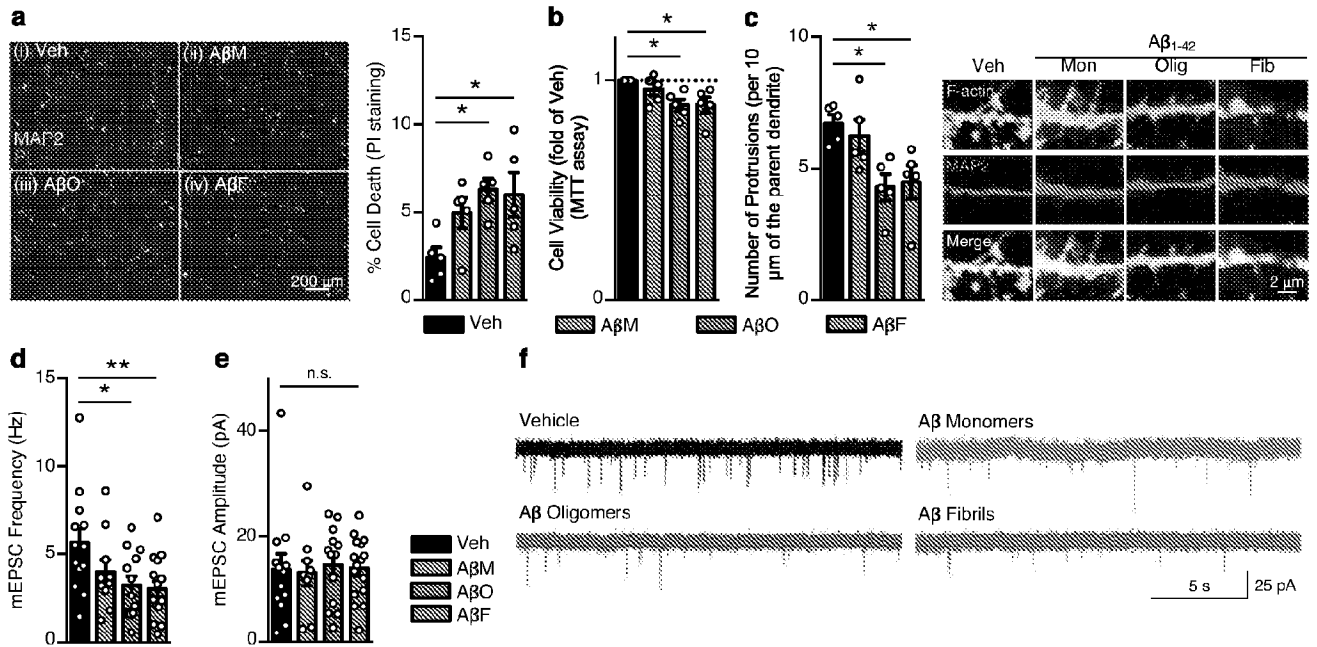 a
(i) Veh
(ii) AβM
MAP2
(iii) AβO
(iv) AβF
200 µm
% Cell Death (PI staining)
15
10
5
0
*
*
b
Cell Viability (fold of Veh)
(MTT assay)
1
0
*
*
c
Number of Protrusions (per 10
µm of the parent dendrite)
10
5
0
*
*
Aβ1-42
Veh
Mon
Olig
Fib
F-actin
MAP2
Merge
2 µm
Veh
AβM
AβO
AβF
d
mEPSC Frequency (Hz)
15
10
5
0
**
*
e
mEPSC Amplitude (pA)
40
20
0
n.s.
Veh
AβM
AβO
AβF
f
Vehicle
Aβ Monomers
Aβ Oligomers
Aβ Fibrils
5 s
25 pA